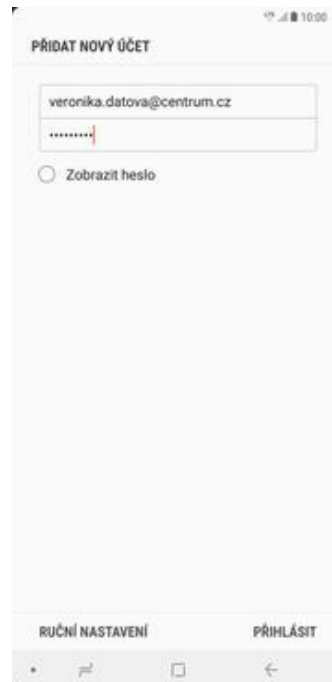 10:00
PŘIDAT NOVÝ ÚČET
veronika.datova@centrum.cz
•••••••••
Zobrazit heslo
RUČNÍ NASTAVENÍ PŘIHLÁSIT